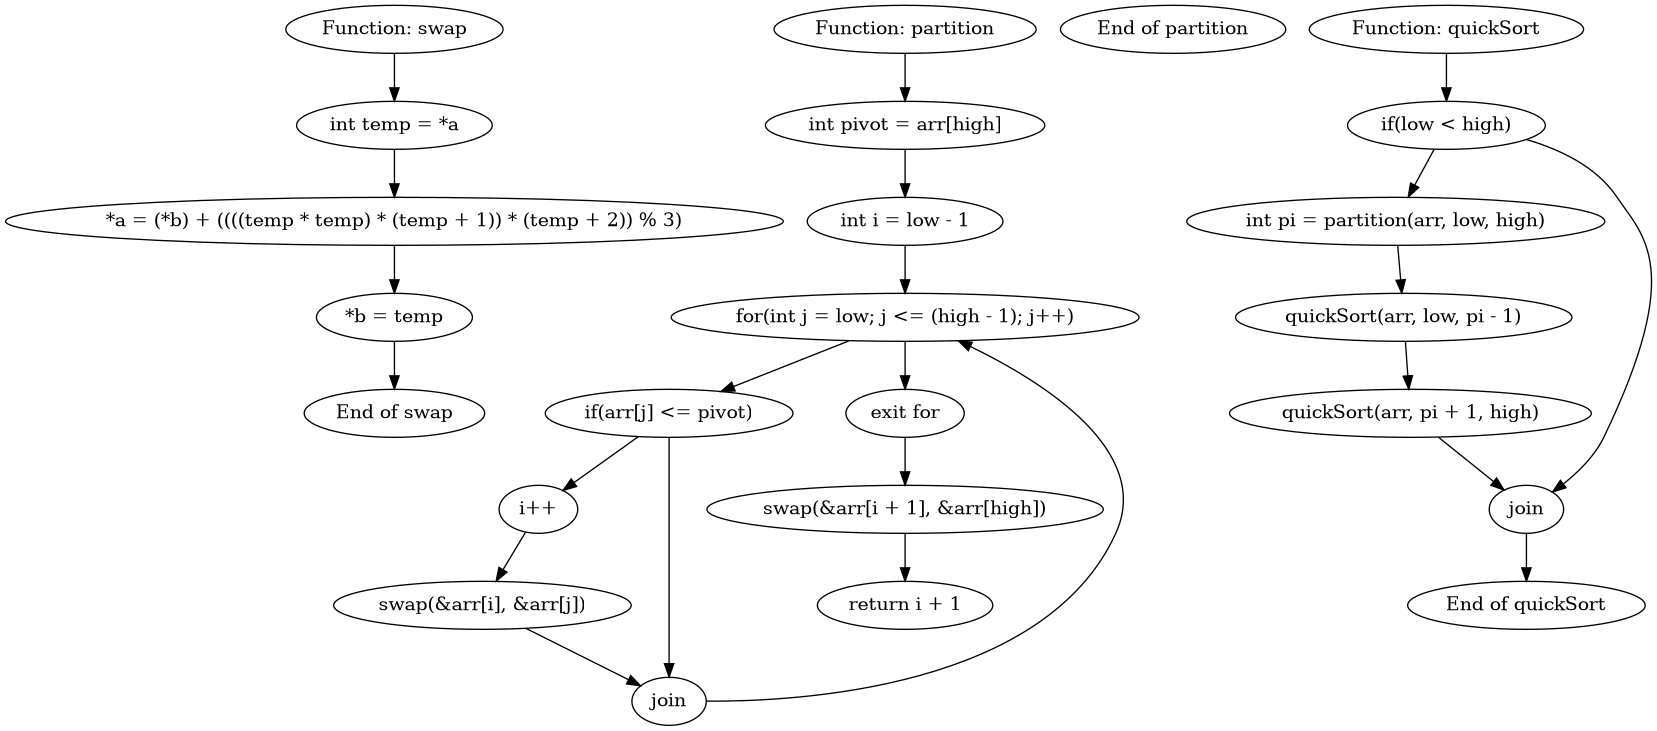 Function: swap
int temp = *a
*a = (*b) + ((((temp * temp) * (temp + 1)) * (temp + 2)) % 3)
*b = temp
End of swap
Function: partition
int pivot = arr[high]
int i = low - 1
for(int j = low; j <= (high - 1); j++)
if(arr[j] <= pivot)
i++
swap(&arr[i], &arr[j])
join
exit for
swap(&arr[i + 1], &arr[high])
return i + 1
End of partition
Function: quickSort
if(low < high)
int pi = partition(arr, low, high)
quickSort(arr, low, pi - 1)
quickSort(arr, pi + 1, high)
join
End of quickSort